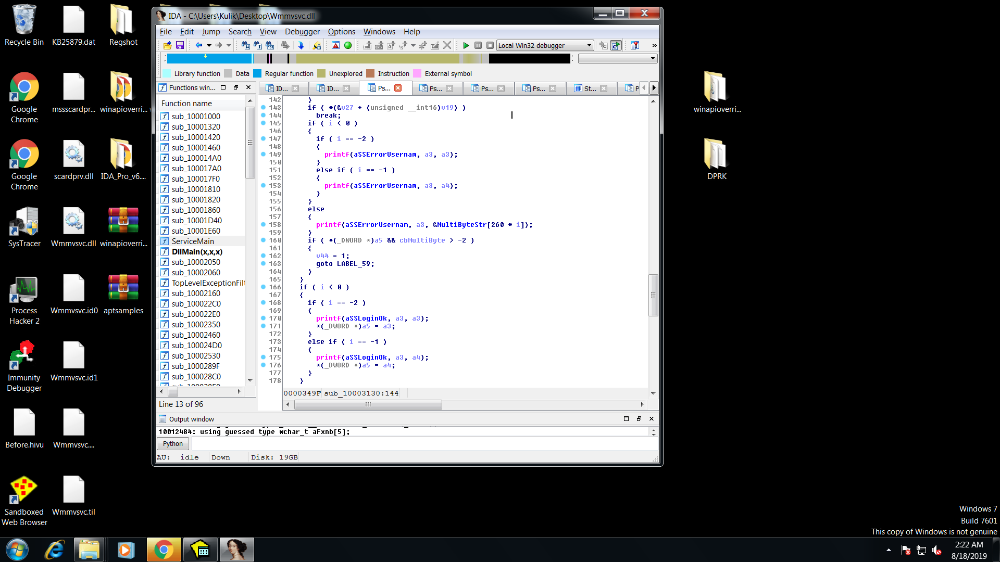 IDA - C:\Users\Kulik\Desktop\Wmmvsvc.dll
File Edit Jump Search View Debugger Options Windows Help
Local Win32 debugger
Library function Data Regular function Unexplored Instruction External symbol
Functions win...
ID... ID... Ps... Ps... Ps... Ps... St... P
Function name
sub_10001000
sub_10001320
sub_10001420
sub_10001460
sub_100014A0
sub_100017A0
sub_100017F0
sub_10001810
sub_10001820
sub_10001860
sub_10001D40
sub_10001E60
ServiceMain
DllMain(x,x,x)
sub_10002050
sub_10002060
TopLevelExceptionFilt
sub_10002160
sub_100022C0
sub_100022E0
sub_10002350
sub_10002460
sub_100024D0
sub_10002530
sub_1000289F
sub_100028C0
Line 13 of 96
142 }
143 if ( *(&v27 + (unsigned __int16)v19) )
144 break;
145 if ( i < 0 )
146 {
147 if ( i == -2 )
148 {
149 printf(aSSErrorUsernam, a3, a3);
150 }
151 else if ( i == -1 )
152 {
153 printf(aSSErrorUsernam, a3, a4);
154 }
155 }
156 else
157 {
158 printf(aSSErrorUsernam, a3, &MultiByteStr[260 * i]);
159 }
160 if ( *(_DWORD *)a5 && cbMultiByte > -2 )
161 {
162 v44 = 1;
163 goto LABEL_59;
164 }
165 }
166 if ( i < 0 )
167 {
168 if ( i == -2 )
169 {
170 printf(aSSLoginOk, a3, a3);
171 *(_DWORD *)a5 = a3;
172 }
173 else if ( i == -1 )
174 {
175 printf(aSSLoginOk, a3, a4);
176 *(_DWORD *)a5 = a4;
177 }
178 }
0000349F sub_10003130:144
Output window
10012484: using guessed type wchar_t aFxnb[5];
Python
AU: idle Down Disk: 19GB
Recycle Bin
KB25879.dat
Regshot
Google Chrome
mssscardpr...
winapioverri...
Google Chrome
scardprv.dll
IDA_Pro_v6....
SysTracer
Wmmvsvc.dll
winapioverri...
Process Hacker 2
Wmmvsvc.id0
aptsamples
Immunity Debugger
Wmmvsvc.id1
Before.hivu
Wmmvsvc....
Sandboxed Web Browser
Wmmvsvc.til
winapioverri...
DPRK
Windows 7
Build 7601
This copy of Windows is not genuine
2:22 AM
8/18/2019